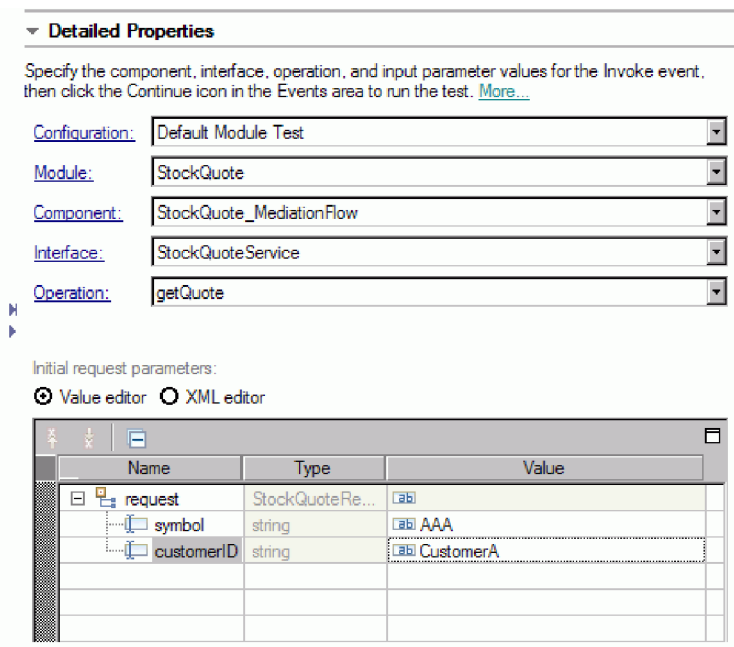 Detailed Properties
Specify the component, interface, operation, and input parameter values for the Invoke event,
then click the Continue icon in the Events area to run the test. More...
Configuration: Default Module Test
Module: StockQuote
Component: StockQuote_MediationFlow
Interface: StockQuoteService
Operation: getQuote
Initial request parameters:
Value editor XML editor
Name Type Value
request StockQuoteRe... ab
symbol string ab AAA
customerID string ab CustomerA